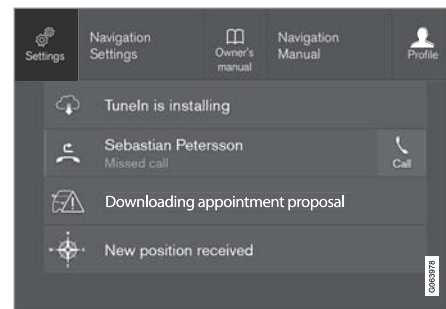 Settings
Navigation
Settings
Owner's
manual
Navigation
Manual
Profile
TuneIn is installing
Sebastian Petersson
Missed call
Call
Downloading appointment proposal
New position received
G063978